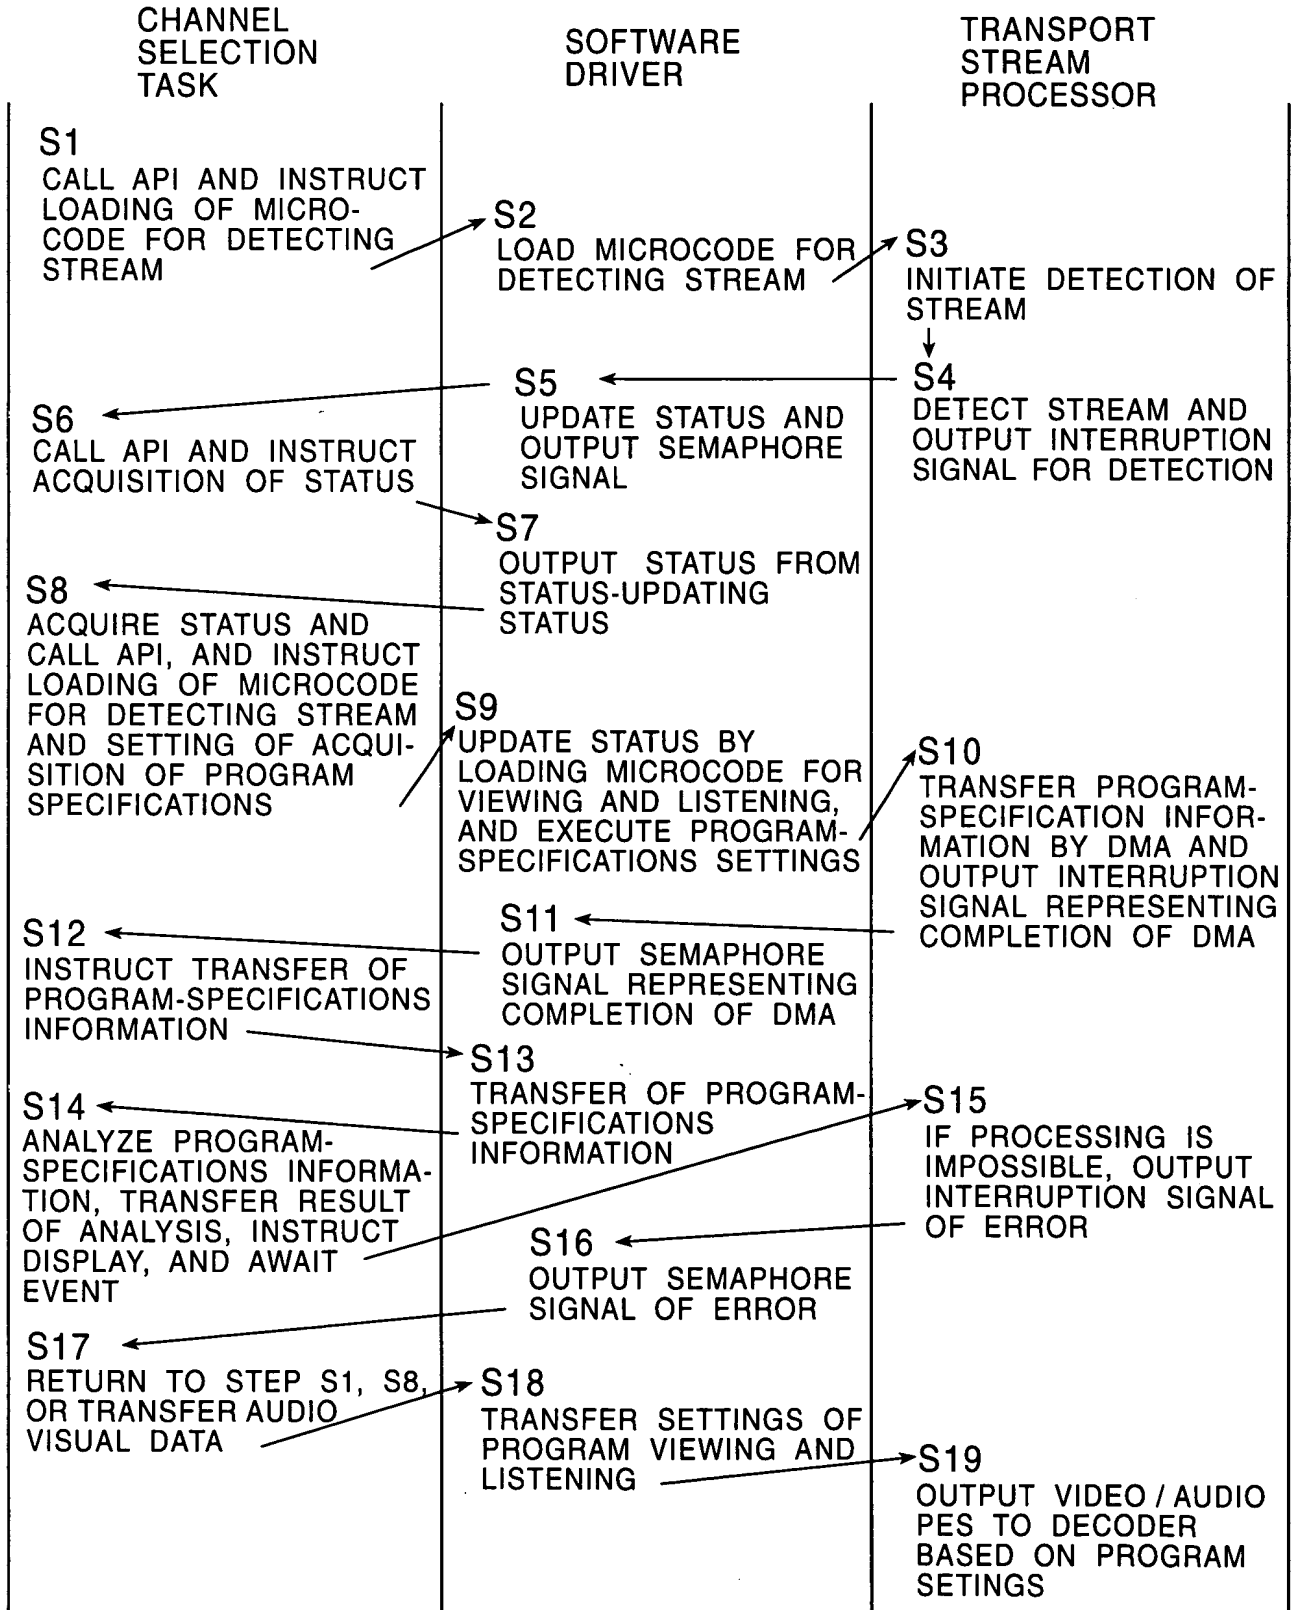 CHANNEL
SELECTION
TASK
SOFTWARE
DRIVER
TRANSPORT
STREAM
PROCESSOR
S1
CALL API AND INSTRUCT
LOADING OF MICRO-
CODE FOR DETECTING
STREAM
S2
LOAD MICROCODE FOR
DETECTING STREAM
S3
INITIATE DETECTION OF
STREAM
S4
DETECT STREAM AND
OUTPUT INTERRUPTION
SIGNAL FOR DETECTION
S5
UPDATE STATUS AND
OUTPUT SEMAPHORE
SIGNAL
S6
CALL API AND INSTRUCT
ACQUISITION OF STATUS
S7
OUTPUT STATUS FROM
STATUS-UPDATING
STATUS
S8
ACQUIRE STATUS AND
CALL API, AND INSTRUCT
LOADING OF MICROCODE
FOR DETECTING STREAM
AND SETTING OF ACQUI-
SITION OF PROGRAM
SPECIFICATIONS
S9
UPDATE STATUS BY
LOADING MICROCODE FOR
VIEWING AND LISTENING,
AND EXECUTE PROGRAM-
SPECIFICATIONS SETTINGS
S10
TRANSFER PROGRAM-
SPECIFICATION INFOR-
MATION BY DMA AND
OUTPUT INTERRUPTION
SIGNAL REPRESENTING
COMPLETION OF DMA
S11
OUTPUT SEMAPHORE
SIGNAL REPRESENTING
COMPLETION OF DMA
S12
INSTRUCT TRANSFER OF
PROGRAM-SPECIFICATIONS
INFORMATION
S13
TRANSFER OF PROGRAM-
SPECIFICATIONS
INFORMATION
S14
ANALYZE PROGRAM-
SPECIFICATIONS INFORMA-
TION, TRANSFER RESULT
OF ANALYSIS, INSTRUCT
DISPLAY, AND AWAIT
EVENT
S15
IF PROCESSING IS
IMPOSSIBLE, OUTPUT
INTERRUPTION SIGNAL
OF ERROR
S16
OUTPUT SEMAPHORE
SIGNAL OF ERROR
S17
RETURN TO STEP S1, S8,
OR TRANSFER AUDIO
VISUAL DATA
S18
TRANSFER SETTINGS OF
PROGRAM VIEWING AND
LISTENING
S19
OUTPUT VIDEO / AUDIO
PES TO DECODER
BASED ON PROGRAM
SETINGS